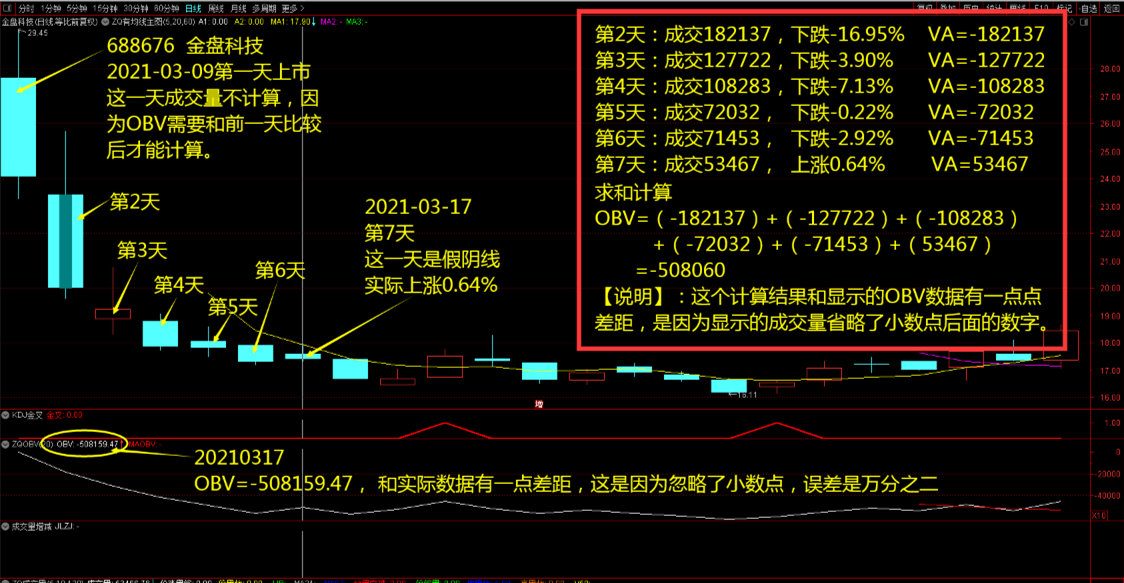 分时 1分钟 5分钟 15分钟 30分钟 60分钟 日线 周线 月线 多周期 更多>
金盘科技(日线.等比前复权) ZQ有均线主图(5,20,60) A1: 0.00 A2: 0.00 MA1: 17.90↓ MA2: - MA3: -
29.45
688676 金盘科技
2021-03-09第一天上市
这一天成交量不计算，因
为OBV需要和前一天比较
后才能计算。
第2天
第3天
第4天
第5天
第6天
2021-03-17
第7天
这一天是假阴线
实际上涨0.64%
第2天：成交182137，下跌-16.95% VA=-182137
第3天：成交127722，下跌-3.90% VA=-127722
第4天：成交108283，下跌-7.13% VA=-108283
第5天：成交72032， 下跌-0.22% VA=-72032
第6天：成交71453， 下跌-2.92% VA=-71453
第7天：成交53467， 上涨0.64% VA=53467
求和计算
OBV=（-182137）+（-127722）+（-108283）
+（-72032）+（-71453）+（53467）
=-508060
【说明】：这个计算结果和显示的OBV数据有一点点
差距，是因为显示的成交量省略了小数点后面的数字。
28.00
27.00
26.00
25.00
24.00
23.00
22.00
21.00
20.00
19.00
18.00
17.00
16.00
←16.11
增
KDJ金叉 金叉: 0.00
1.00
ZQOBV(30) OBV: -508159.47↑ MAOBV: -
0
-20000
-40000
X10
20210317
OBV=-508159.47， 和实际数据有一点差距，这是因为忽略了小数点，误差是万分之二
成交量增减 JLZJ: -